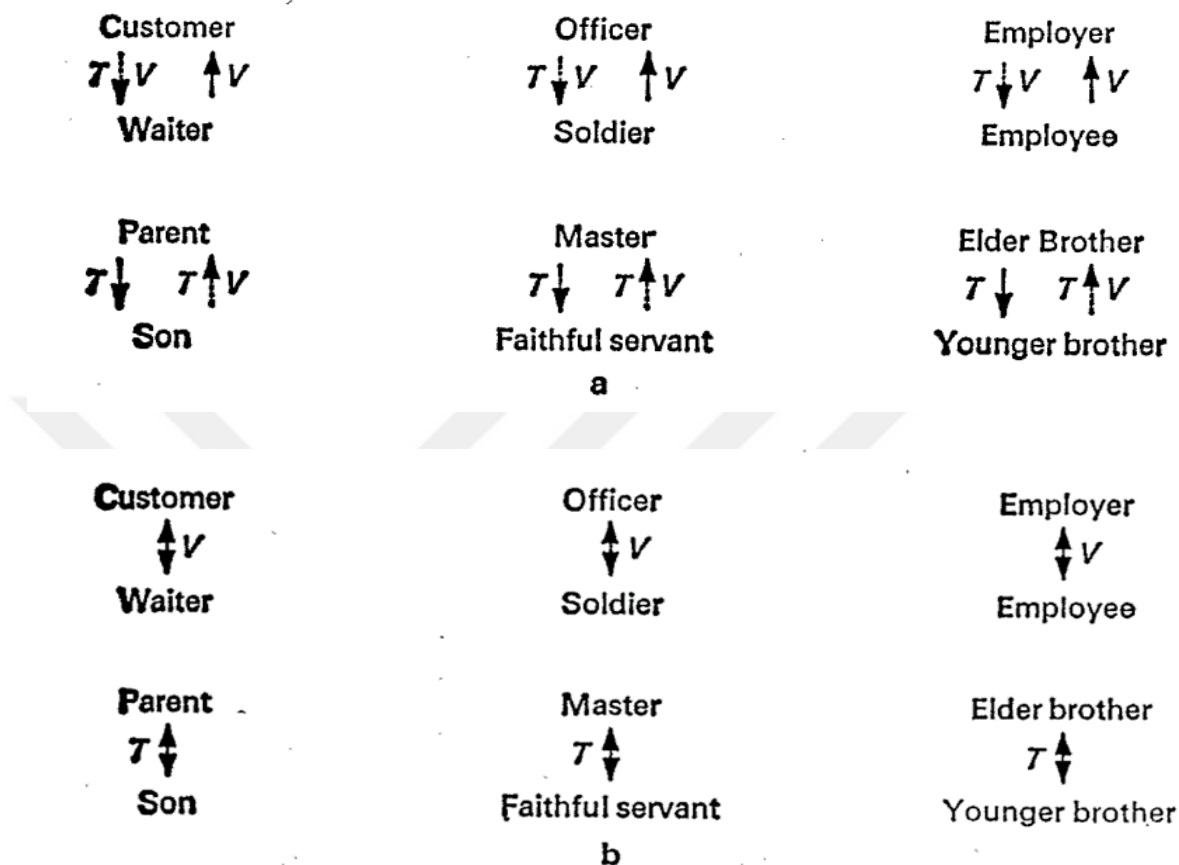 Customer Officer Employer
T V V T V V T V V
Waiter Soldier Employee
Parent Master Elder Brother
T T V T T V T T V
Son Faithful servant Younger brother
a
Customer Officer Employer
V V V
Waiter Soldier Employee
Parent Master Elder brother
T T T
Son Faithful servant Younger brother
b